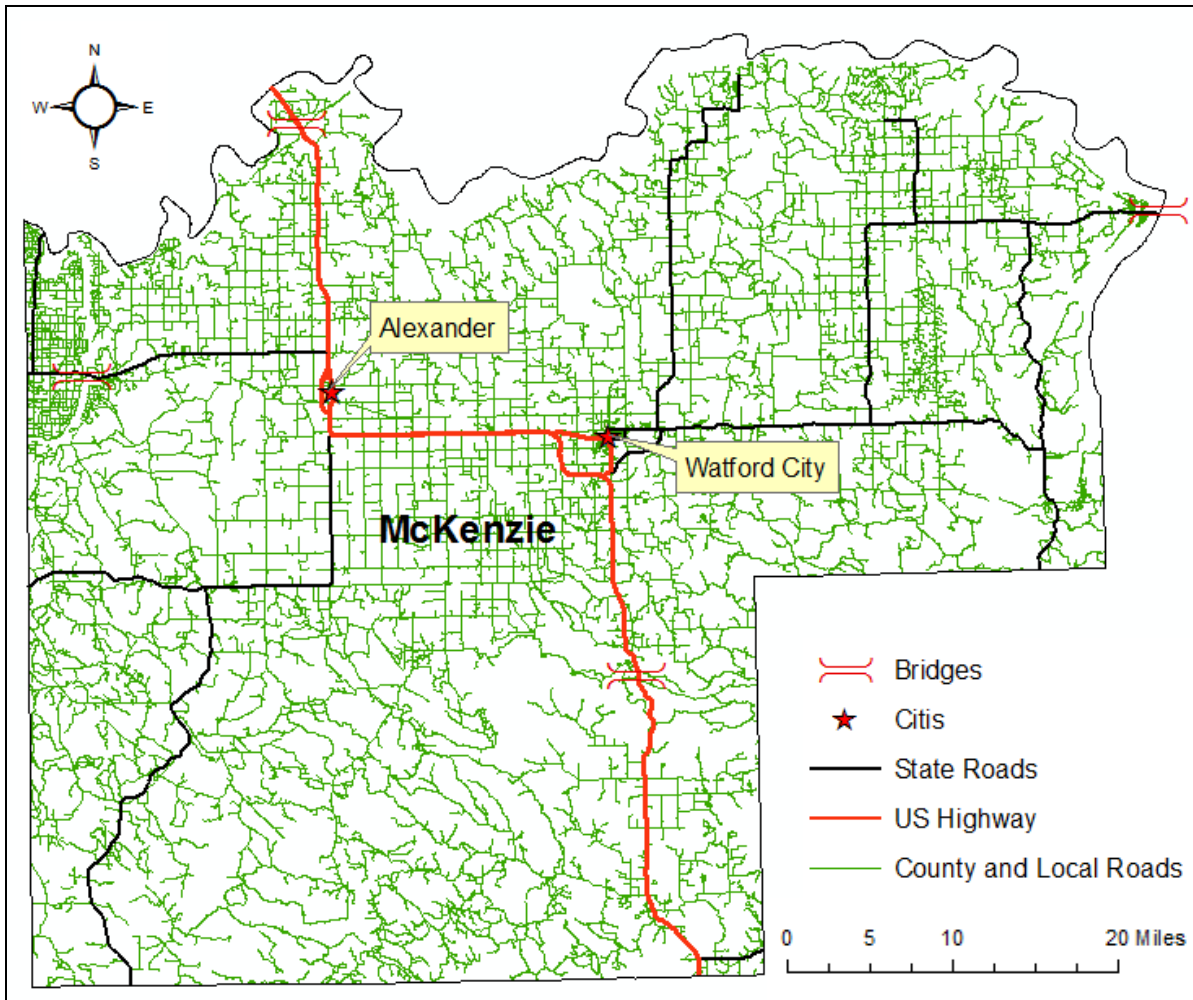 N
W E
S
Alexander
Watford City
McKenzie
Bridges
Citis
State Roads
US Highway
County and Local Roads
0 5 10 20 Miles